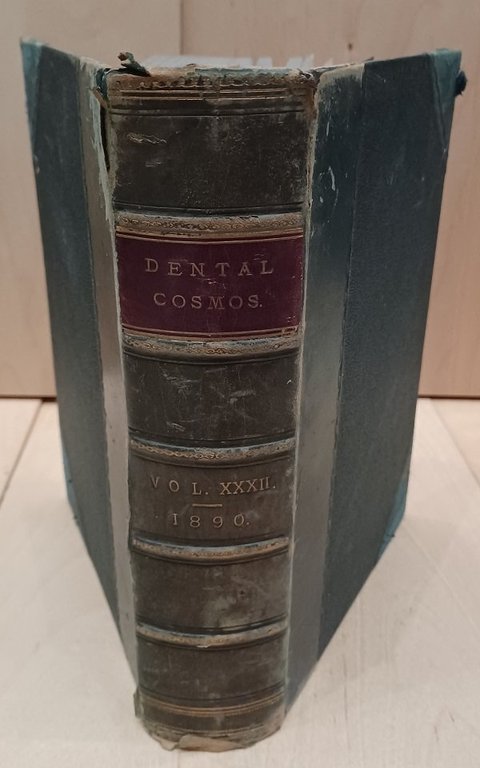 DENTAL
COSMOS.
VOL. XXXII.
1890.